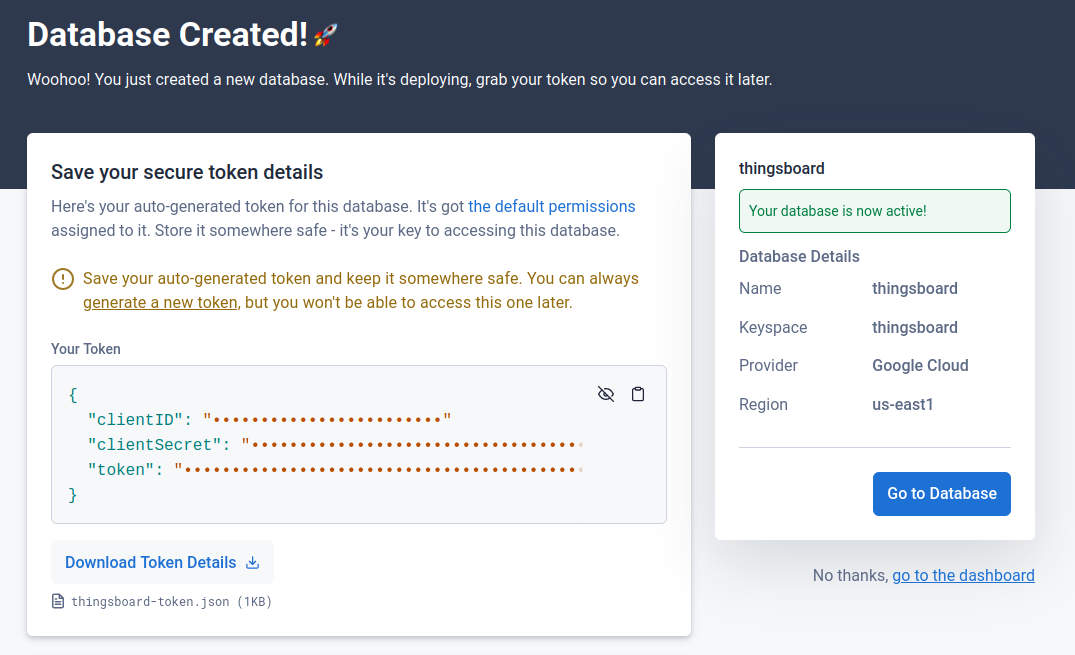 Database Created!🚀
Woohoo! You just created a new database. While it's deploying, grab your token so you can access it later.
Save your secure token details
Here's your auto-generated token for this database. It's got the default permissions
assigned to it. Store it somewhere safe - it's your key to accessing this database.
Save your auto-generated token and keep it somewhere safe. You can always
generate a new token, but you won't be able to access this one later.
Your Token
{
"clientID": "••••••••••••••••••••••••"
"clientSecret": "•••••••••••••••••••••••••••••••••••
"token": "••••••••••••••••••••••••••••••••••••••••••
}
Download Token Details
thingsboard-token.json (1KB)
thingsboard
Your database is now active!
Database Details
Name thingsboard
Keyspace thingsboard
Provider Google Cloud
Region us-east1
Go to Database
No thanks, go to the dashboard